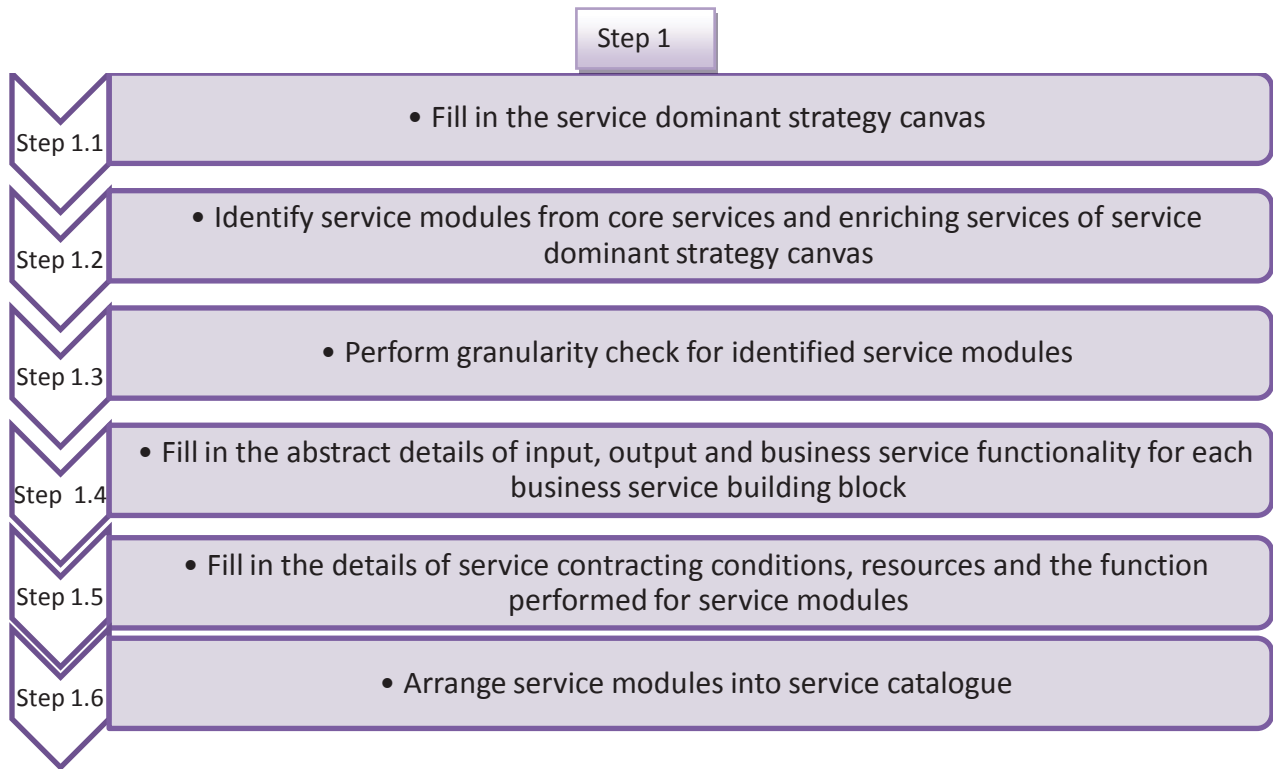 Step 1
Step 1.1
• Fill in the service dominant strategy canvas
Step 1.2
• Identify service modules from core services and enriching services of service
dominant strategy canvas
Step 1.3
• Perform granularity check for identified service modules
Step 1.4
• Fill in the abstract details of input, output and business service functionality for each
business service building block
Step 1.5
• Fill in the details of service contracting conditions, resources and the function
performed for service modules
Step 1.6
• Arrange service modules into service catalogue